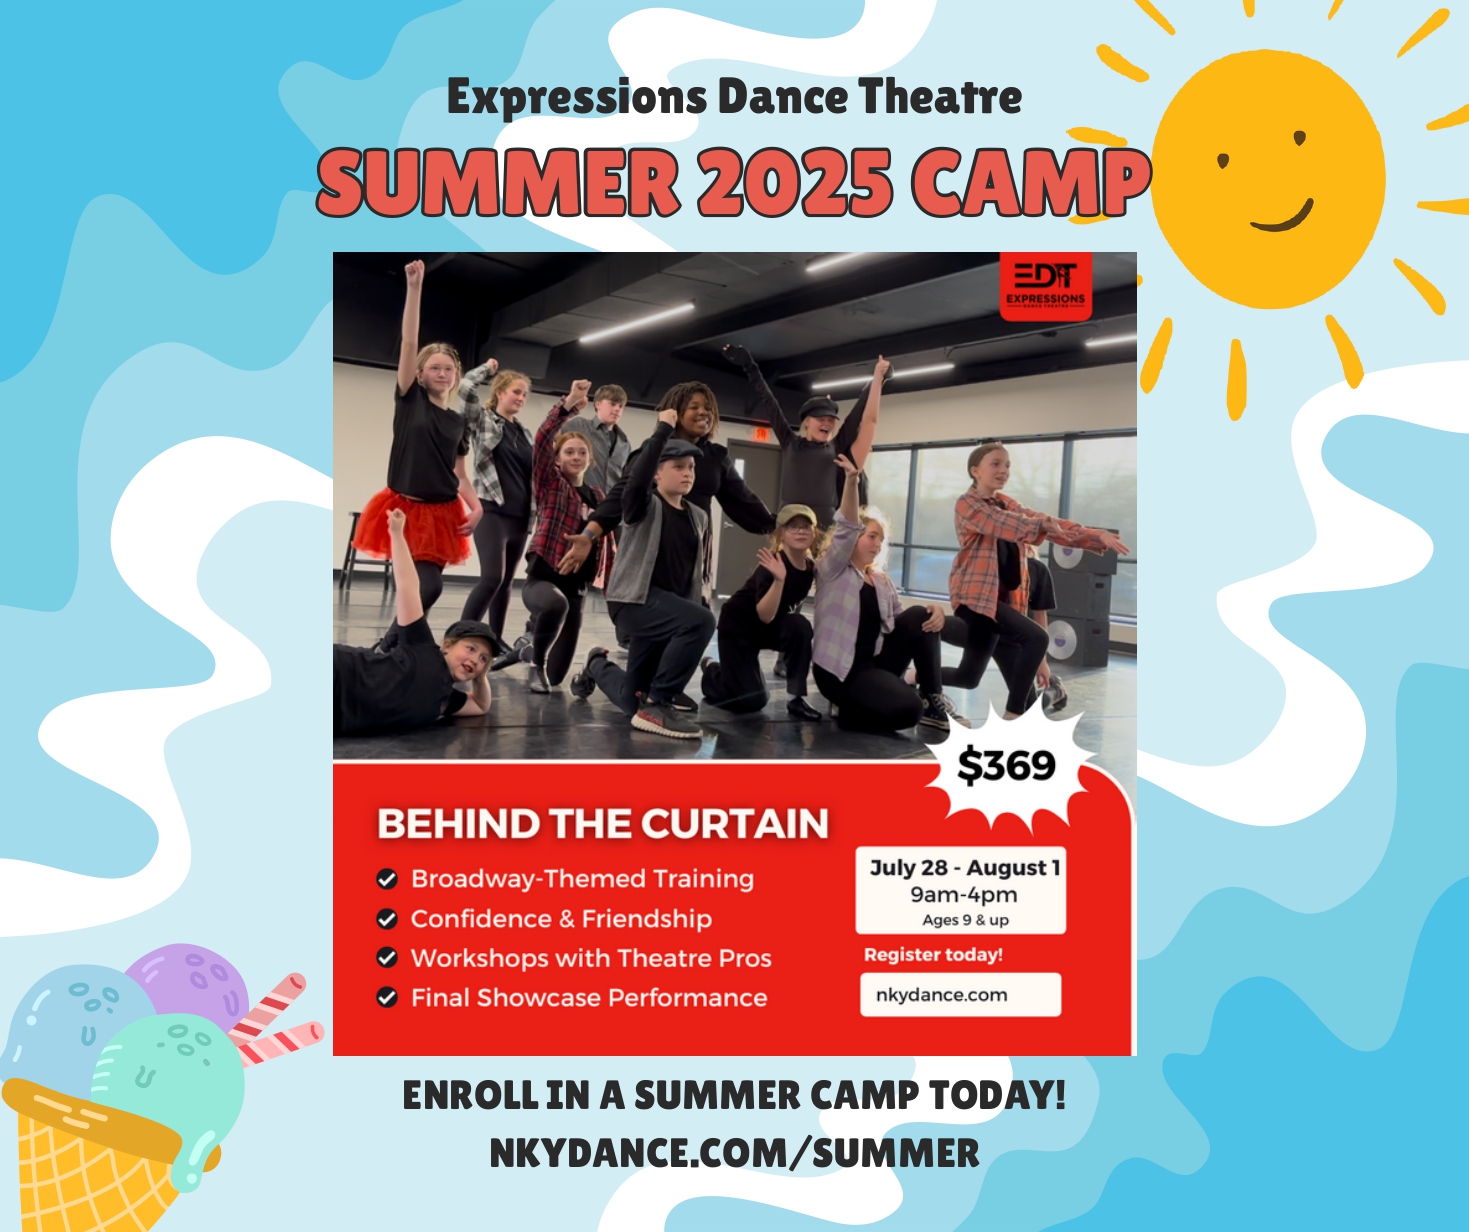 Expressions Dance Theatre
SUMMER 2025 CAMP
EDT
EXPRESSIONS
DANCE THEATRE
$369
BEHIND THE CURTAIN
Broadway-Themed Training
Confidence & Friendship
Workshops with Theatre Pros
Final Showcase Performance
July 28 - August 1
9am-4pm
Ages 9 & up
Register today!
nkydance.com
ENROLL IN A SUMMER CAMP TODAY!
NKYDANCE.COM/SUMMER